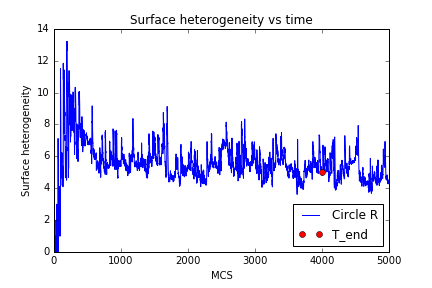 Surface heterogeneity vs time
14
12
10
8
6
4
2
0
Surface heterogeneity
0 1000 2000 3000 4000 5000
MCS
Circle R
T_end